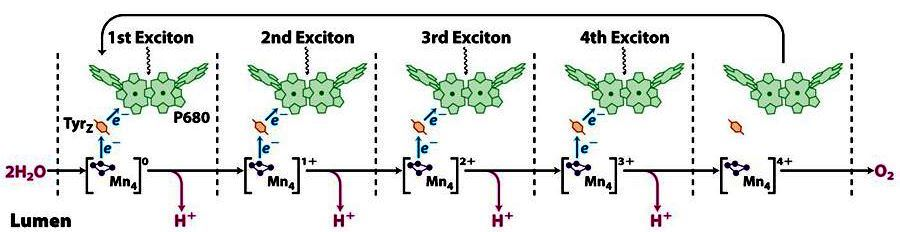 1st Exciton
2nd Exciton
3rd Exciton
4th Exciton
P680
TyrZ
e−
e−
e−
e−
e−
e−
e−
e−
2H2O
[Mn4]0
[Mn4]1+
[Mn4]2+
[Mn4]3+
[Mn4]4+
O2
Lumen
H+
H+
H+
H+